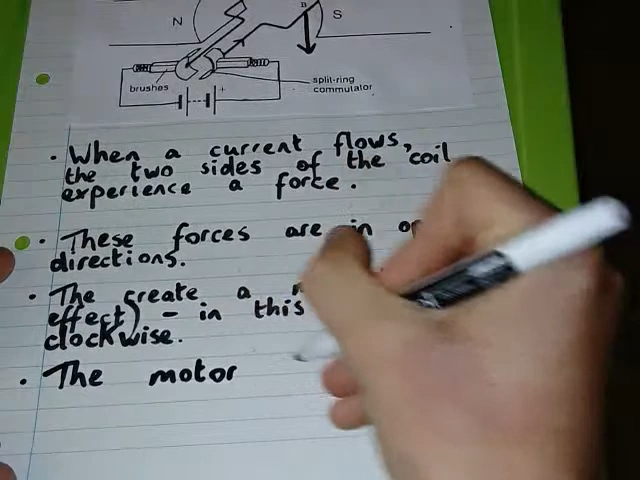 N
B
S
brushes
+
split-ring
commutator
• When a current flows,
the two sides of the coil
experience a force.
• These forces are in
directions.
• The create a
effect) - in this
clockwise.
• The motor